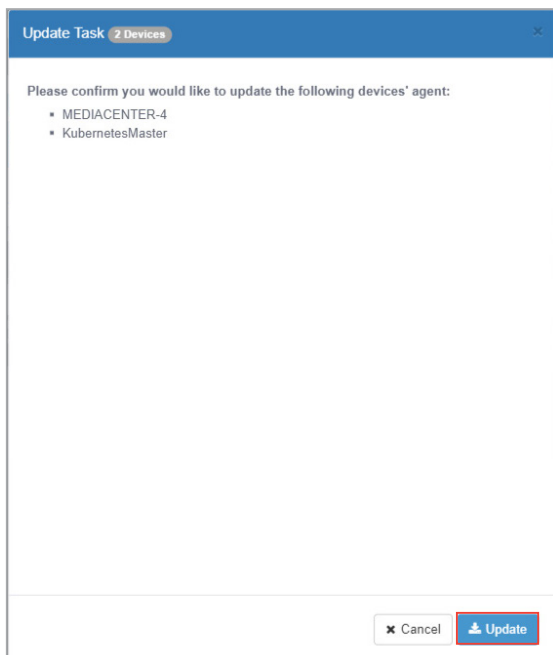 Update Task 2 Devices
Please confirm you would like to update the following devices' agent:
MEDIACENTER-4
KubernetesMaster
Cancel Update